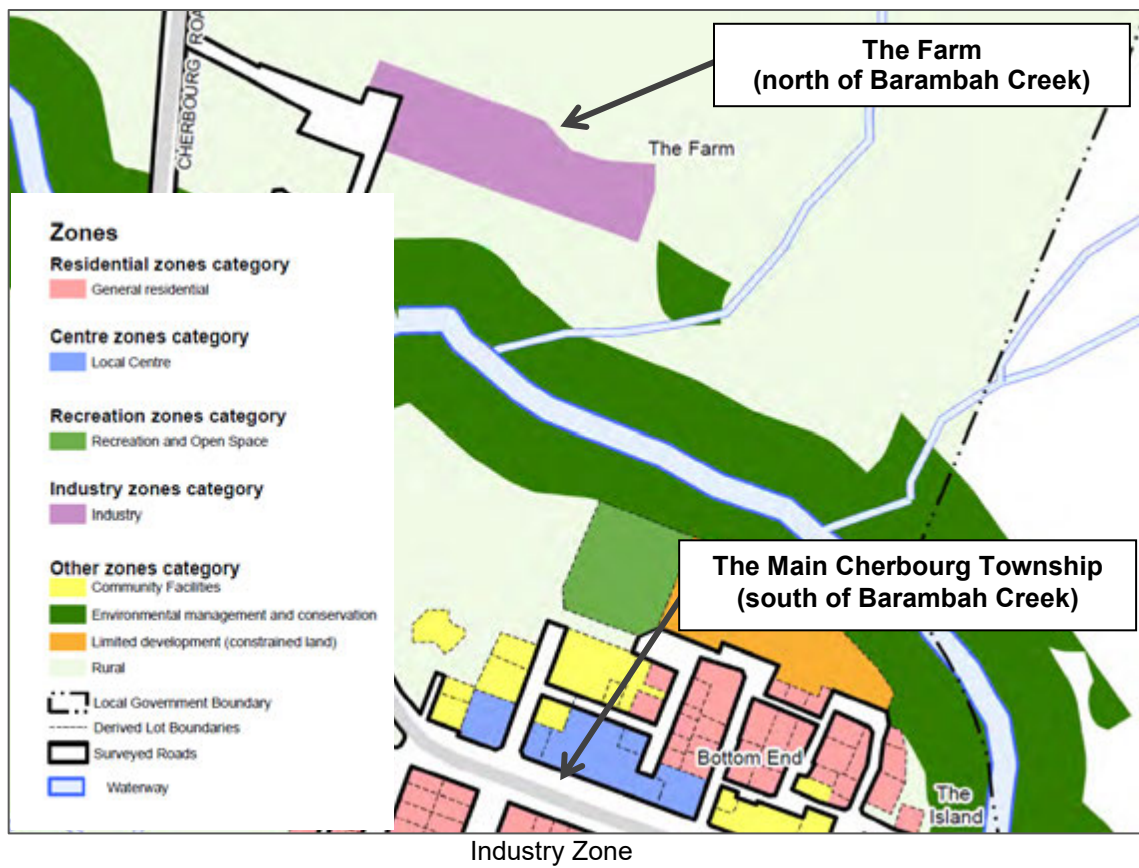 CHERBOURG ROA
The Farm
(north of Barambah Creek)
The Farm
Zones
Residential zones category
General residential
Centre zones category
Local Centre
Recreation zones category
Recreation and Open Space
Industry zones category
Industry
Other zones category
Community Facilities
Environmental management and conservation
Limited development (constrained land)
Rural
Local Government Boundary
Derived Lot Boundaries
Surveyed Roads
Waterway
The Main Cherbourg Township
(south of Barambah Creek)
Bottom End
The
Island
Industry Zone